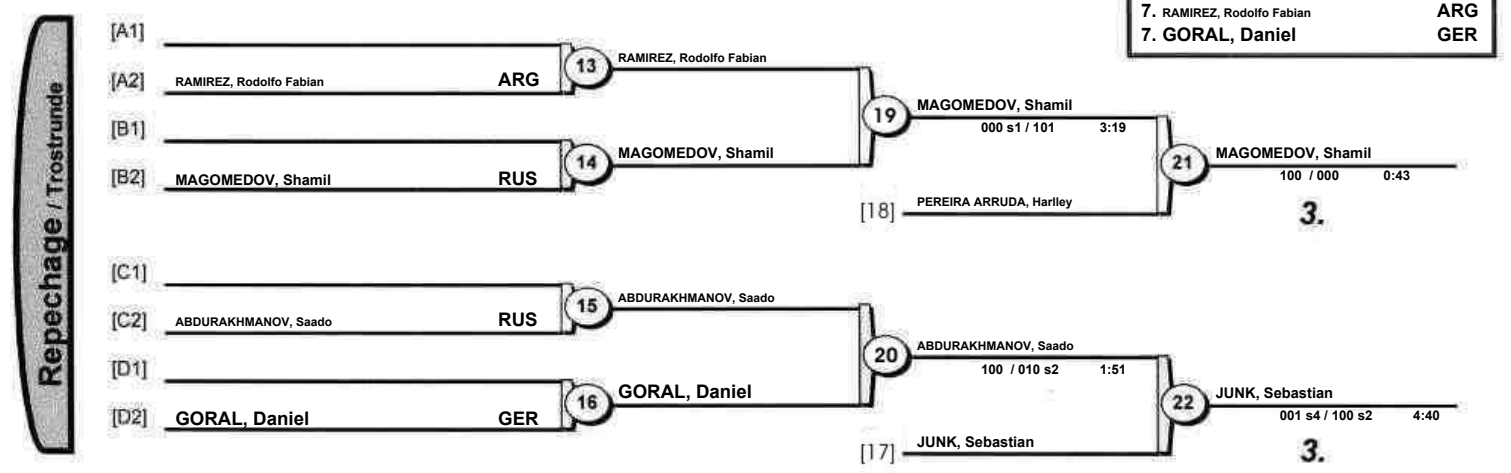 7. RAMIREZ, Rodolfo Fabian ARG
7. GORAL, Daniel GER
Repechage / Trostrunde
[A1]
[A2] RAMIREZ, Rodolfo Fabian ARG
13 RAMIREZ, Rodolfo Fabian
[B1]
[B2] MAGOMEDOV, Shamil RUS
14 MAGOMEDOV, Shamil
19 MAGOMEDOV, Shamil
000 s1 / 101 3:19
[18] PEREIRA ARRUDA, Harlley
21 MAGOMEDOV, Shamil
100 / 000 0:43
3.
[C1]
[C2] ABDURAKHMANOV, Saado RUS
15 ABDURAKHMANOV, Saado
[D1]
[D2] GORAL, Daniel GER
16 GORAL, Daniel
20 ABDURAKHMANOV, Saado
100 / 010 s2 1:51
[17] JUNK, Sebastian
22 JUNK, Sebastian
001 s4 / 100 s2 4:40
3.